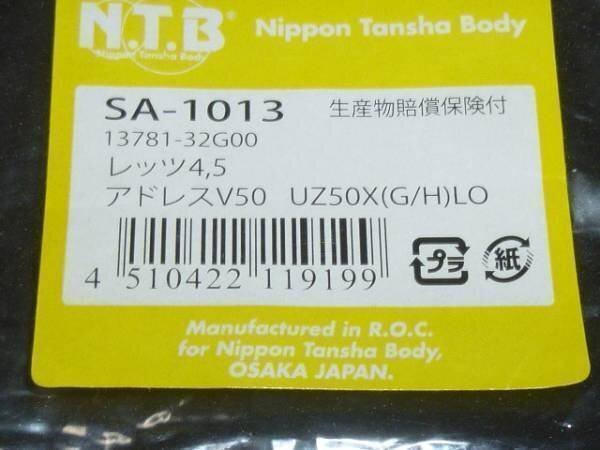 N.T.B®
Nippon Tansha Body
Nippon Tansha Body
SA-1013 生産物賠償保険付
13781-32G00
レッツ4,5
アドレスV50 UZ50X(G/H)LO
4 510422 119199
プラ
紙
Manufactured in R.O.C.
for Nippon Tansha Body,
OSAKA JAPAN.